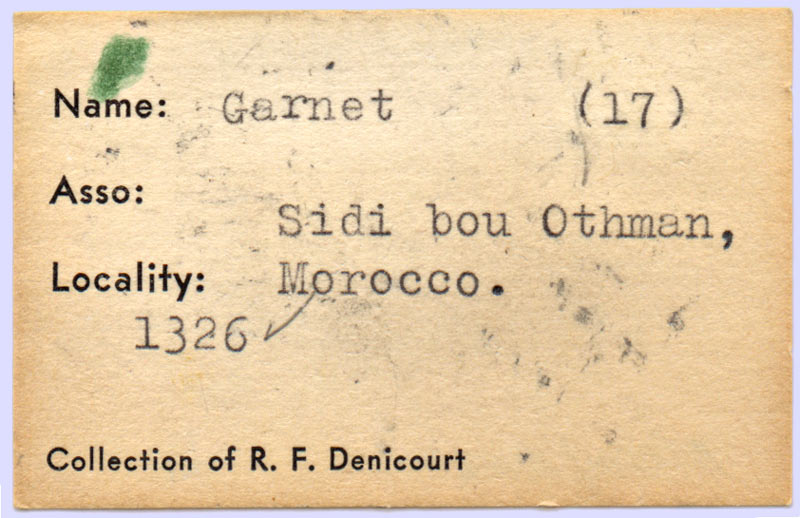 Name: Garnet (17)
Asso:
Sidi bou Othman,
Locality: Morocco.
1326
Collection of R. F. Denicourt